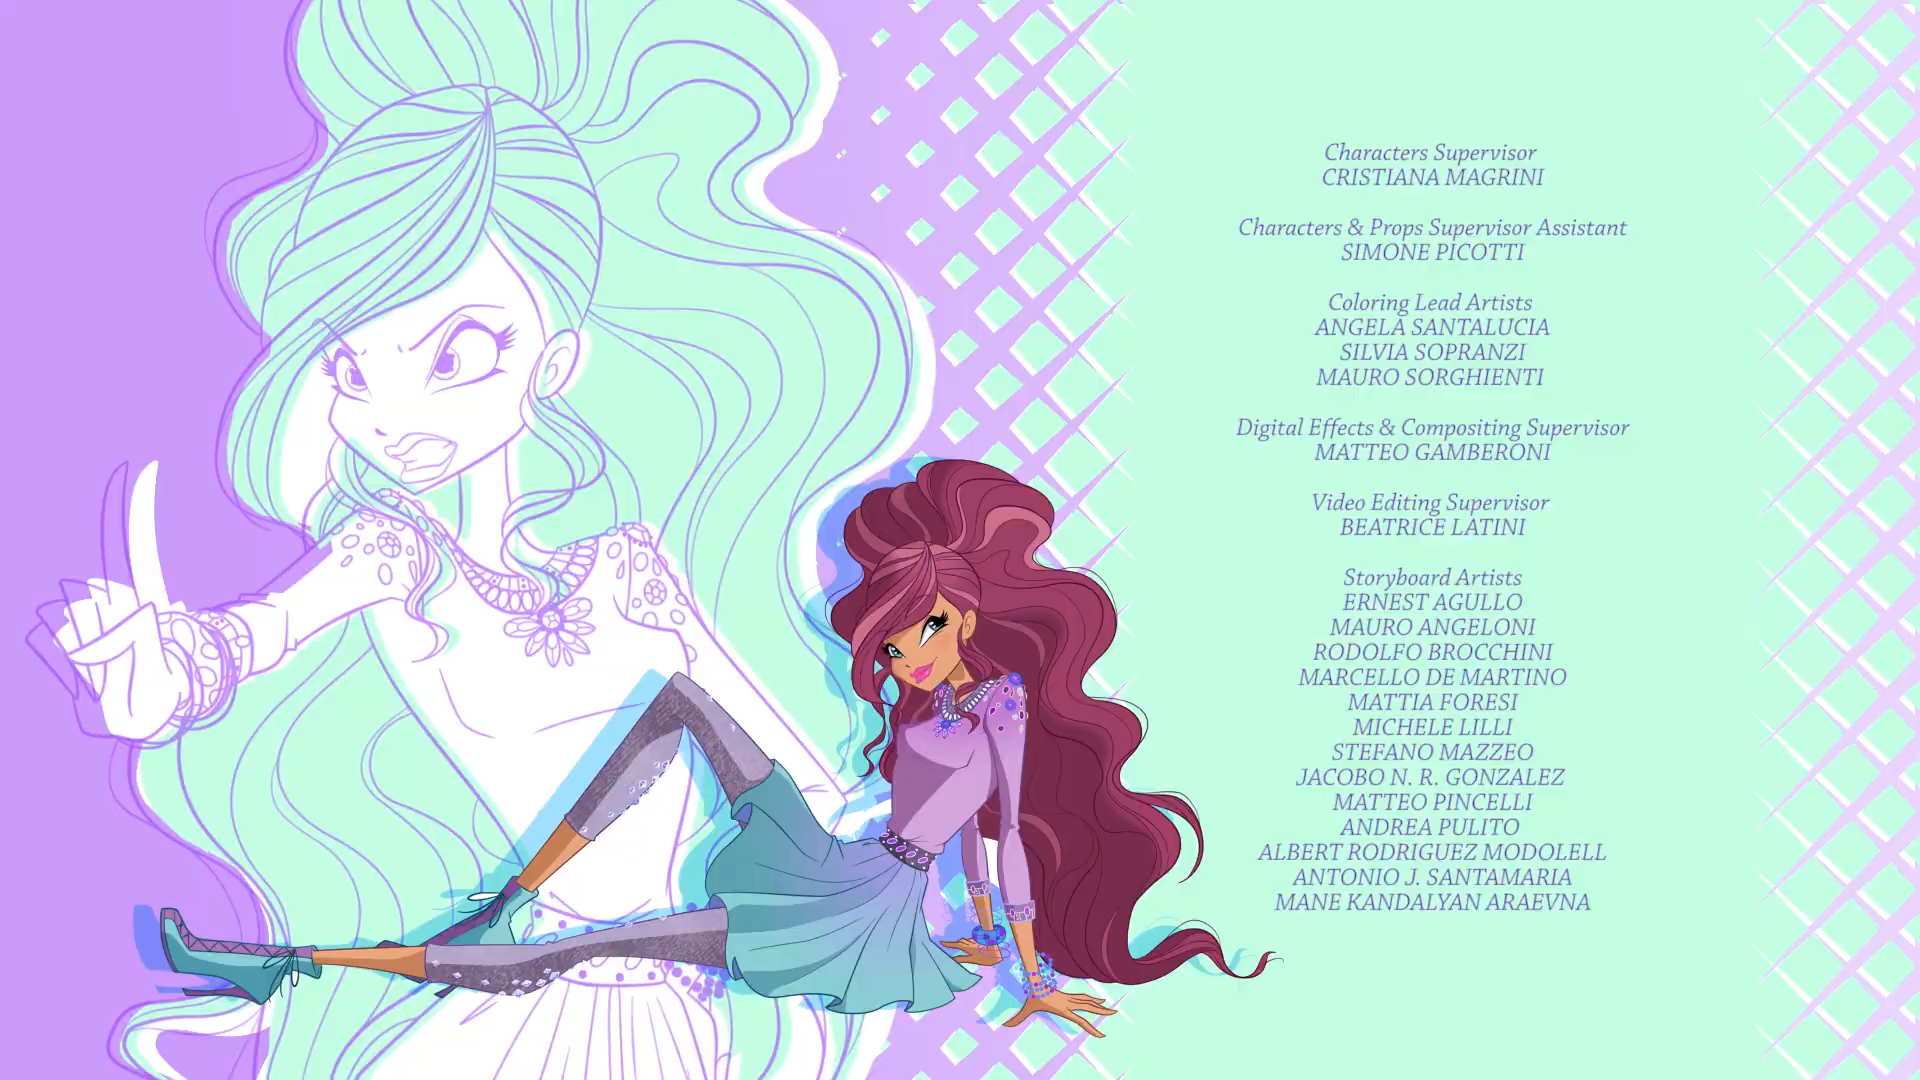 Characters Supervisor
CRISTIANA MAGRINI
Characters & Props Supervisor Assistant
SIMONE PICOTTI
Coloring Lead Artists
ANGELA SANTALUCIA
SILVIA SOPRANZI
MAURO SORGHIENTI
Digital Effects & Compositing Supervisor
MATTEO GAMBERONI
Video Editing Supervisor
BEATRICE LATINI
Storyboard Artists
ERNEST AGULLO
MAURO ANGELONI
RODOLFO BROCCHINI
MARCELLO DE MARTINO
MATTIA FORESI
MICHELE LILLI
STEFANO MAZZEO
JACOBO N. R. GONZALEZ
MATTEO PINCELLI
ANDREA PULITO
ALBERT RODRIGUEZ MODOLELL
ANTONIO J. SANTAMARIA
MANE KANDALYAN ARAEVNA